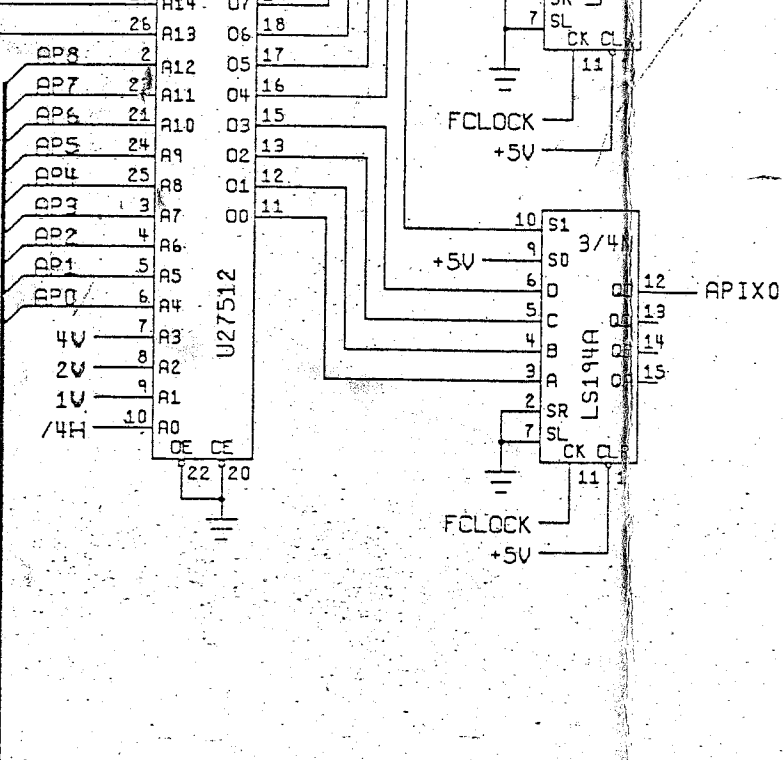 A14 O7
26 A13 O6 18
AP8 2 A12 O5 17
AP7 A11 O4 16
AP6 21 A10 O3 15
AP5 24 A9 O2 13
AP4 25 A8 O1 12
AP3 3 A7 O0 11
AP2 4 A6
AP1 5 A5
AP0 6 A4
4V 7 A3
2V 8 A2
1V 9 A1
/4H 10 A0
OE CE
22 20
U27512
SR
7 SL
CK CL
11
FCLOCK
+5V
10 S1
3/4
+5V 9 S0
6 D 12 APIX0
5 C 13
4 B 14
3 A 15
2 SR
7 SL
LS194A
CK CL
11
FCLOCK
+5V